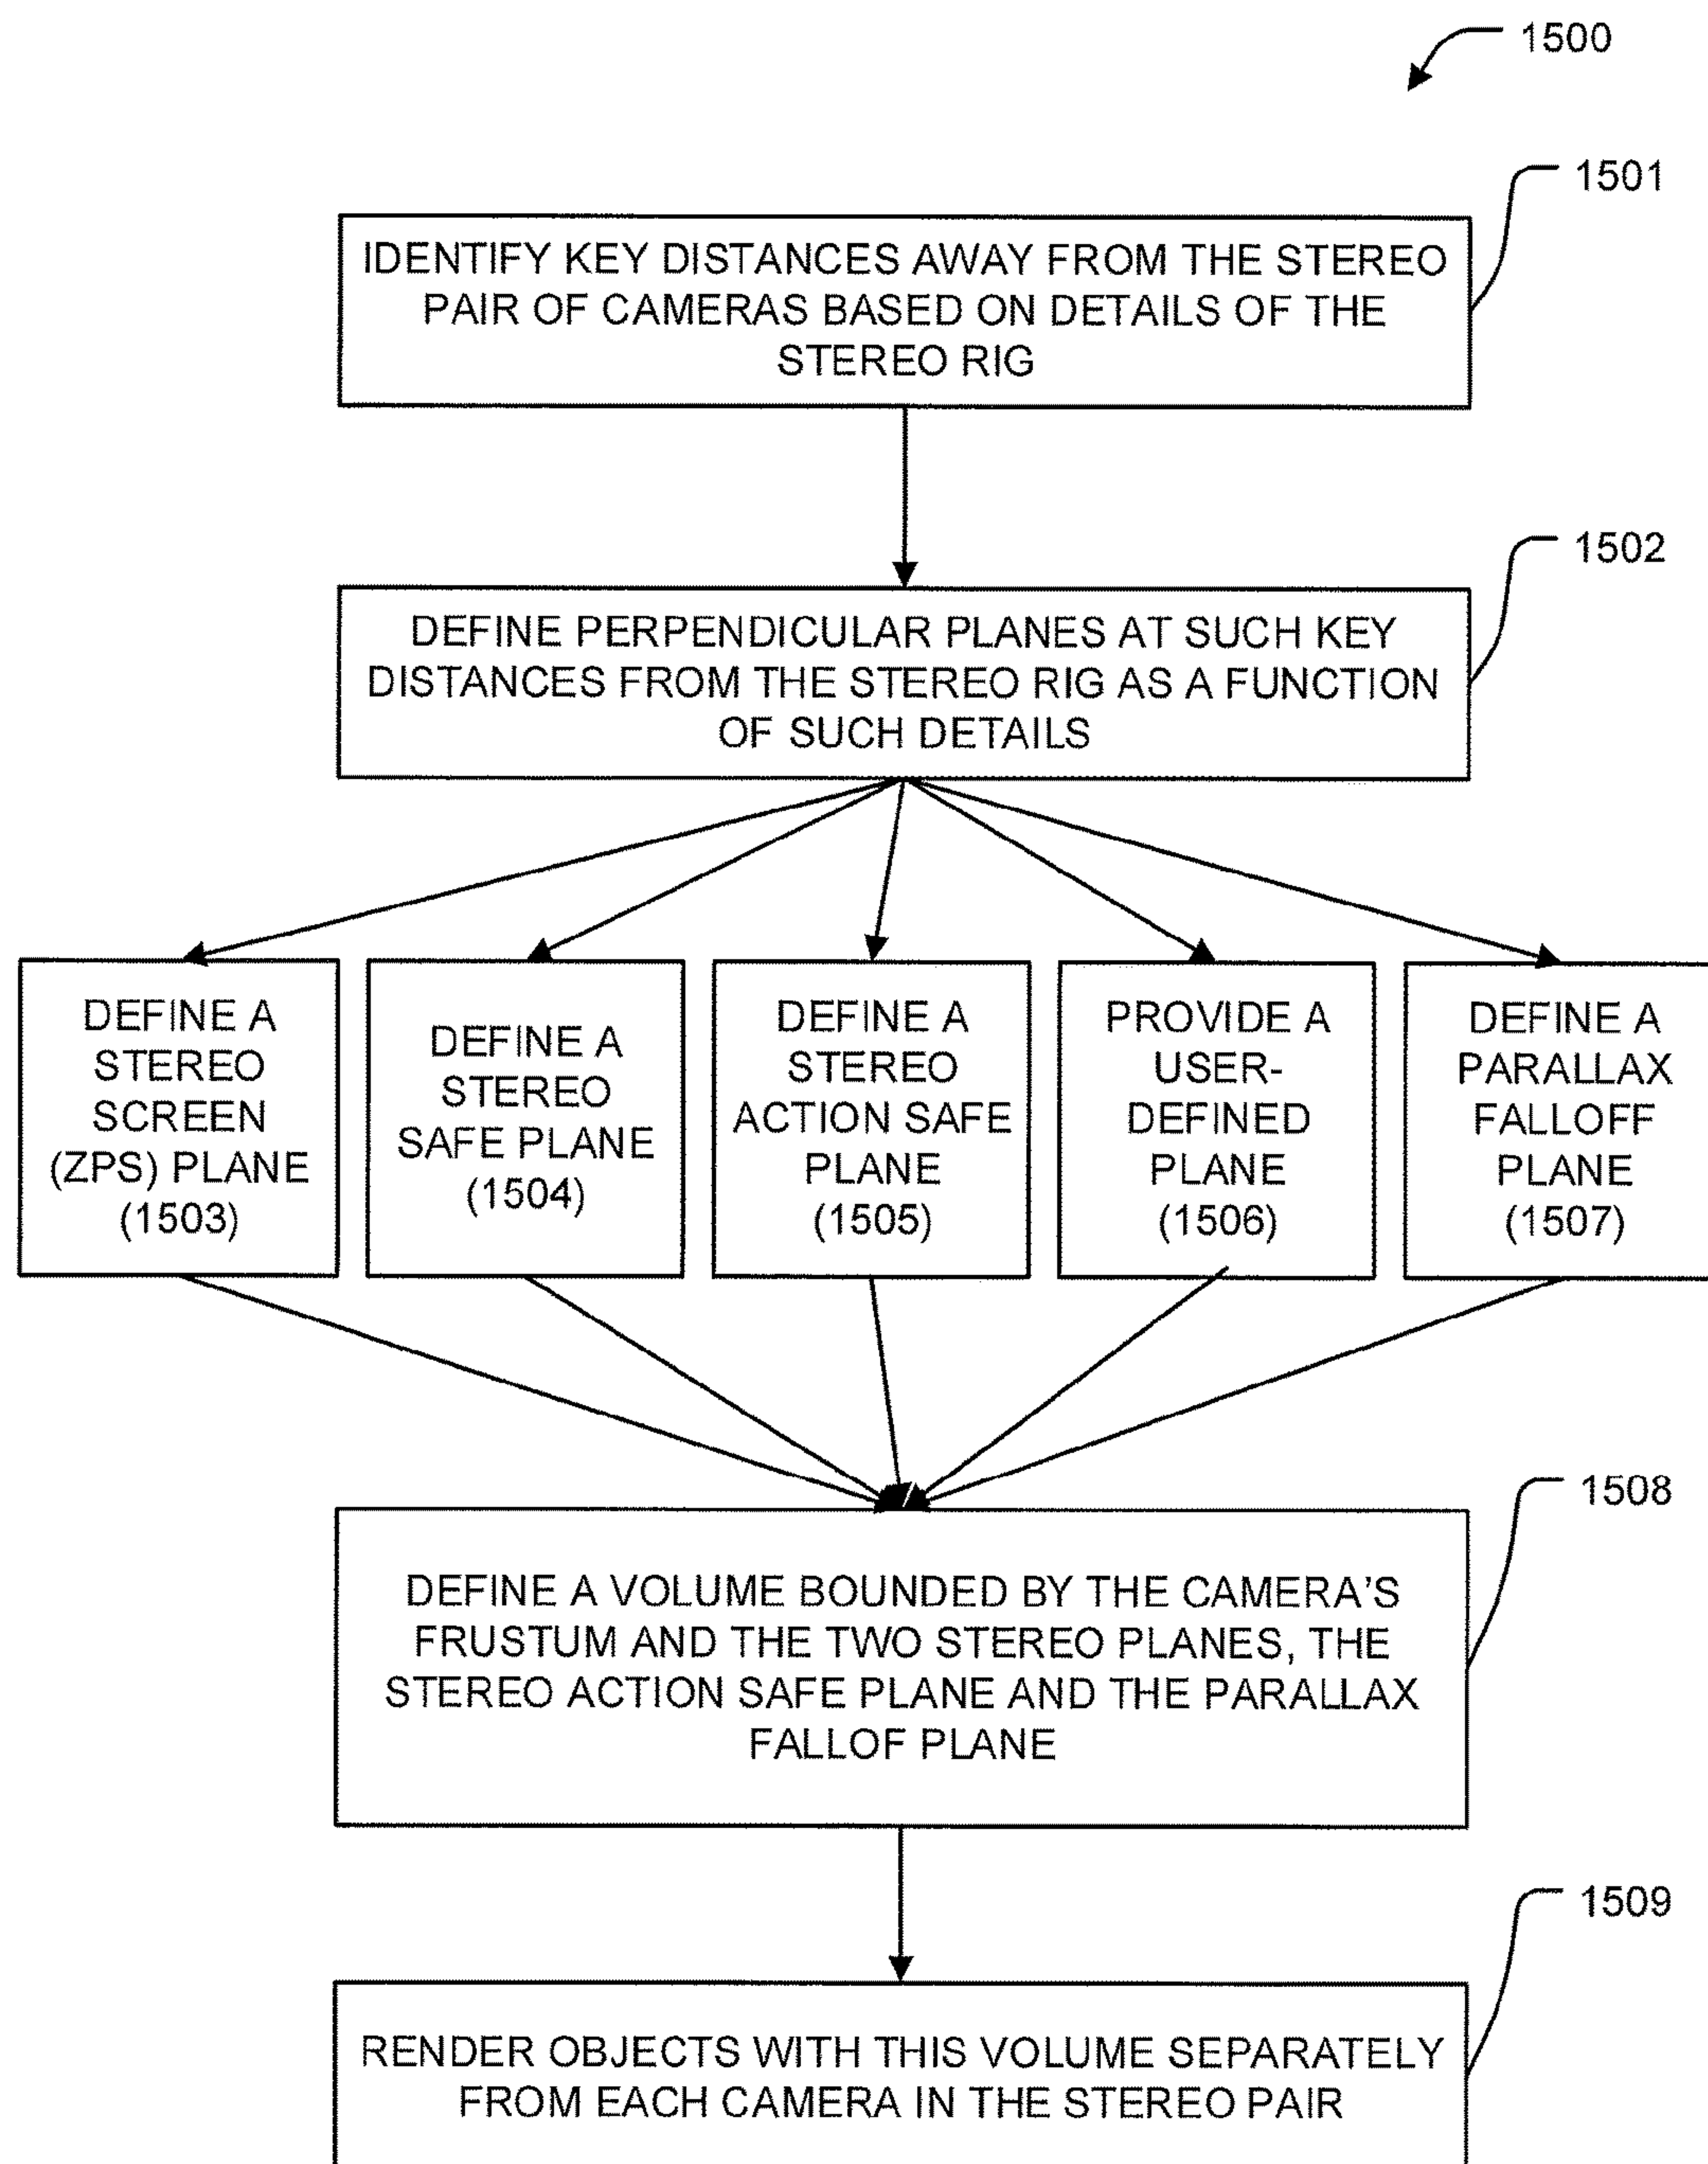 1500
1501
IDENTIFY KEY DISTANCES AWAY FROM THE STEREO
PAIR OF CAMERAS BASED ON DETAILS OF THE
STEREO RIG
1502
DEFINE PERPENDICULAR PLANES AT SUCH KEY
DISTANCES FROM THE STEREO RIG AS A FUNCTION
OF SUCH DETAILS
DEFINE A
STEREO
SCREEN
(ZPS) PLANE
(1503)
DEFINE A
STEREO
SAFE PLANE
(1504)
DEFINE A
STEREO
ACTION SAFE
PLANE
(1505)
PROVIDE A
USER-
DEFINED
PLANE
(1506)
DEFINE A
PARALLAX
FALLOFF
PLANE
(1507)
1508
DEFINE A VOLUME BOUNDED BY THE CAMERA'S
FRUSTUM AND THE TWO STEREO PLANES, THE
STEREO ACTION SAFE PLANE AND THE PARALLAX
FALLOF PLANE
1509
RENDER OBJECTS WITH THIS VOLUME SEPARATELY
FROM EACH CAMERA IN THE STEREO PAIR